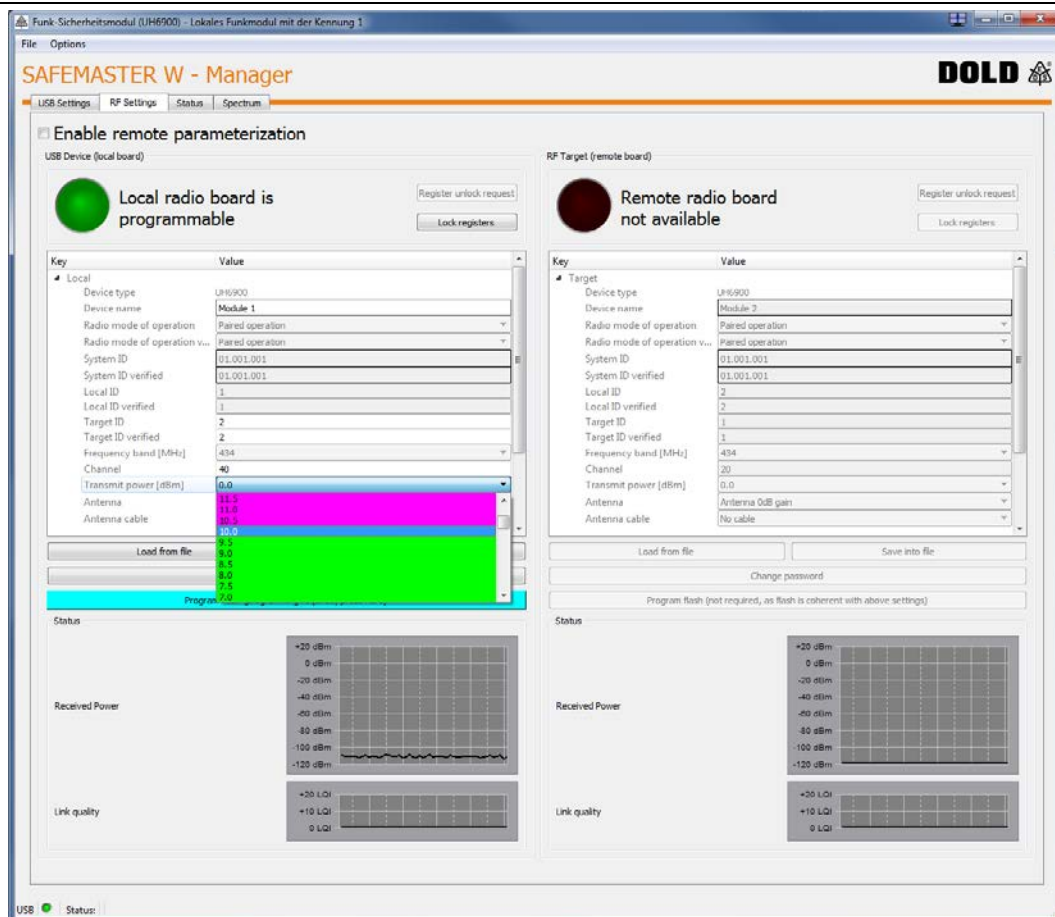 Funk-Sicherheitsmodul (UH6900) - Lokales Funkmodul mit der Kennung 1
File Options
SAFEMASTER W - Manager
DOLD
USB Settings RF Settings Status Spectrum
Enable remote parameterization
USB Device (local board)
Local radio board is
programmable
Register unlock request
Lock registers
Key Value
Local
Device type UH6900
Device name Module 1
Radio mode of operation Paired operation
Radio mode of operation v... Paired operation
System ID 01.001.001
System ID verified 01.001.001
Local ID 1
Local ID verified 1
Target ID 2
Target ID verified 2
Frequency band [MHz] 434
Channel 40
Transmit power [dBm] 0.0
Antenna
Antenna cable
11.5
11.0
10.5
10.0
9.5
9.0
8.5
8.0
7.5
7.0
Load from file
Status
Received Power
+20 dBm
0 dBm
-20 dBm
-40 dBm
-60 dBm
-80 dBm
-100 dBm
-120 dBm
Link quality
+20 LQI
+10 LQI
0 LQI
RF Target (remote board)
Remote radio board
not available
Register unlock request
Lock registers
Key Value
Target
Device type UH6900
Device name Module 2
Radio mode of operation Paired operation
Radio mode of operation v... Paired operation
System ID 01.001.001
System ID verified 01.001.001
Local ID 2
Local ID verified 2
Target ID 1
Target ID verified 1
Frequency band [MHz] 434
Channel 20
Transmit power [dBm] 0.0
Antenna Antenna 0dB gain
Antenna cable No cable
Load from file Save into file
Change password
Program flash (not required, as flash is coherent with above settings)
Status
Received Power
+20 dBm
0 dBm
-20 dBm
-40 dBm
-60 dBm
-80 dBm
-100 dBm
-120 dBm
Link quality
+20 LQI
+10 LQI
0 LQI
USB Status: